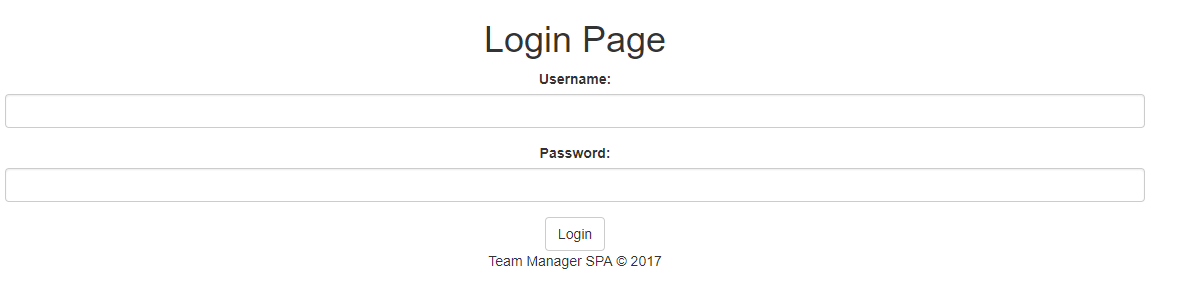 Login Page
Username:
Password:
Login
Team Manager SPA © 2017